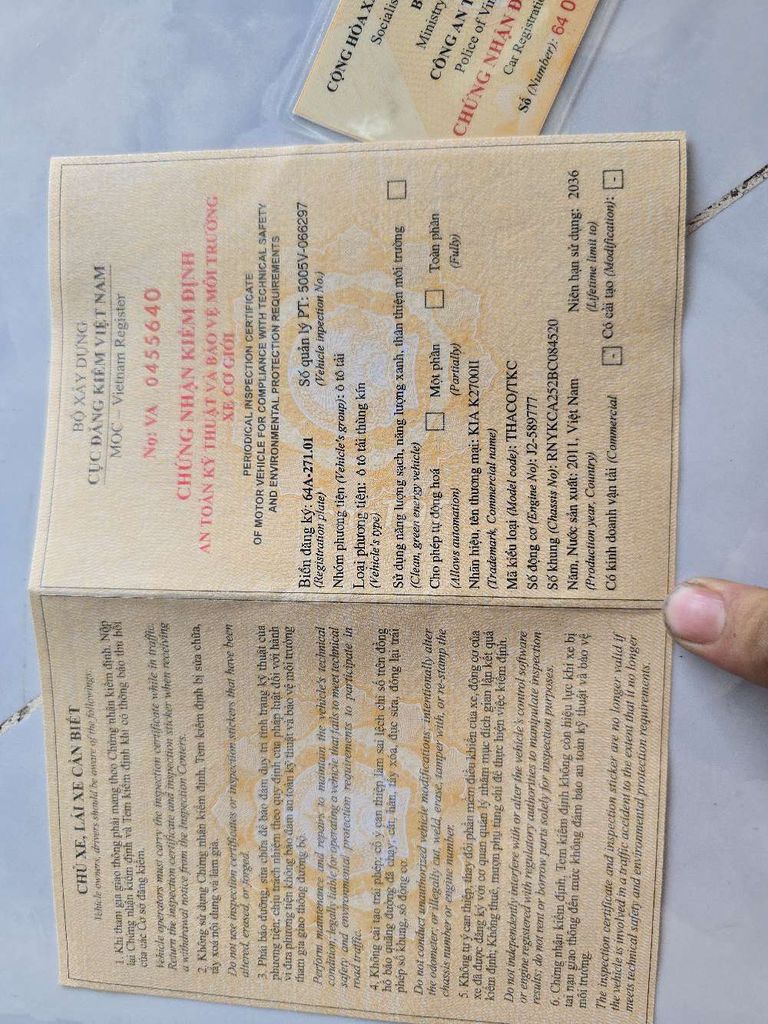 BỘ XÂY DỰNG
CỤC ĐĂNG KIỂM VIỆT NAM
MOC Vietnam Register
No: VA 0455640
CHỨNG NHẬN KIỂM ĐỊNH
AN TOÀN KỸ THUẬT VÀ BẢO VỆ MÔI TRƯỜNG
XE CƠ GIỚI
PERIODICAL INSPECTION CERTIFICATE
OF MOTOR VEHICLE FOR COMPLIANCE WITH TECHNICAL SAFETY
AND ENVIRONMENTAL PROTECTION REQUIREMENTS
Biển đăng ký: 64A-271.01 Số quản lý PT: 5005V-066297
(Registration plate) (Vehicle inpection No.)
Nhóm phương tiện (Vehicle's group): ô tô tải
Loại phương tiện: ô tô tải thùng kín
(Vehicle's type)
Sử dụng năng lượng sạch, năng lượng xanh, thân thiện môi trường
(Clean, green energy vehicle)
Cho phép tự động hoá Một phần Toàn phần
(Allows automation) (Partially) (Fully)
Nhãn hiệu, tên thương mại: KIA K2700II
(Trademark, Commercial name)
Mã kiểu loại (Model code): THACO/TKC
Số động cơ (Engine No): J2-589777
Số khung (Chassis No): RNYKCA252BC084520
Năm, Nước sản xuất: 2011, Việt Nam Niên hạn sử dụng: 2036
(Production year, Country) (Lifetime limit to)
Có kinh doanh vận tải (Commercial - Có cải tạo (Modification): -
CHỦ XE, LÁI XE CẦN BIẾT
Vehicle owners, drivers should be aware of the followings:
1. Khi tham gia giao thông phải mang theo Chứng nhận kiểm định. Nộp
lại Chứng nhận kiểm định và Tem kiểm định khi có thông báo thu hồi
của các Cơ sở đăng kiểm.
Vehicle operators must carry the inspection certificate while in traffic.
Return the inspection certificate and inspection sticker when receiving
a withdrawal notice from the inspection Centers.
2. Không sử dụng Chứng nhận kiểm định, Tem kiểm định bị sửa chữa,
tẩy xoá nội dung và làm giả.
Do not use inspection certificates or inspection stickers that have been
altered, erased, or forged.
3. Phải bảo dưỡng, sửa chữa để bảo đảm duy trì tình trạng kỹ thuật của
phương tiện; chịu trách nhiệm theo quy định của pháp luật đối với hành
vi đưa phương tiện không bảo đảm an toàn kỹ thuật và bảo vệ môi trường
tham gia giao thông đường bộ.
Perform maintenance and repairs to maintain the vehicle's technical
condition; legally liable for operating a vehicle that fails to meet technical
safety and environmental protection requirements to participate in
road traffic.
4. Không cải tạo trái phép; cố ý can thiệp làm sai lệch chỉ số trên đồng
hồ báo quãng đường đã chạy; cắt, hàn, tẩy xóa, đục sửa, đóng lại trái
phép số khung, số động cơ.
Do not conduct unauthorized vehicle modifications; intentionally alter
the odometer; or illegally cut, weld, erase, tamper with, or re-stamp the
chassis number or engine number.
5. Không tự ý can thiệp, thay đổi phần mềm điều khiển của xe, động cơ của
xe đã được đăng ký với cơ quan quản lý nhằm mục đích gian lận kết quả
kiểm định; Không thuê, mượn phụ tùng chỉ để thực hiện việc kiểm định.
Do not independently interfere with or alter the vehicle's control software
or engine registered with regulatory authorities to manipulate inspection
results; do not rent or borrow parts solely for inspection purposes.
6. Chứng nhận kiểm định, Tem kiểm định không còn hiệu lực khi xe bị
tai nạn giao thông đến mức không đảm bảo an toàn kỹ thuật và bảo vệ
môi trường.
The inspection certificate and inspection sticker are no longer valid if
the vehicle is involved in a traffic accident to the extent that it no longer
meets technical safety and environmental protection requirements.
CỘNG HÒA X
Socialis
B
Ministry
CÔNG AN T
Police of Vi
CHỨNG NHẬN Đ
Car Registrati
Số (Number): 64 0